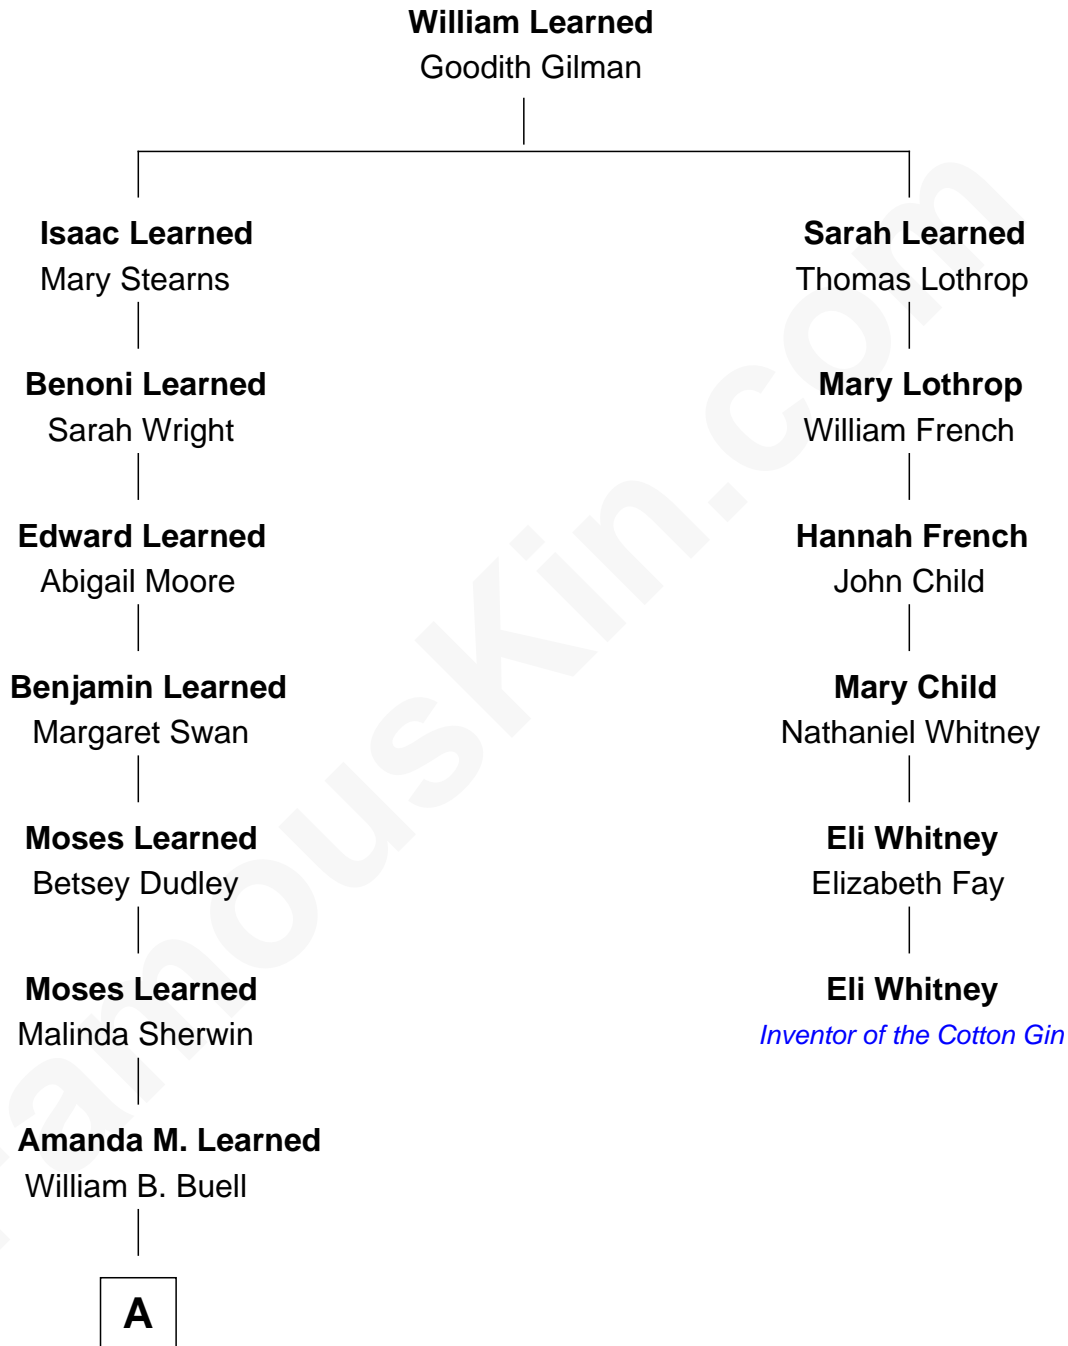 William Learned
Goodith Gilman
Isaac Learned
Mary Stearns
Sarah Learned
Thomas Lothrop
Benoni Learned
Sarah Wright
Mary Lothrop
William French
Edward Learned
Abigail Moore
Hannah French
John Child
Benjamin Learned
Margaret Swan
Mary Child
Nathaniel Whitney
Moses Learned
Betsey Dudley
Eli Whitney
Elizabeth Fay
Moses Learned
Malinda Sherwin
Eli Whitney
Inventor of the Cotton Gin
Amanda M. Learned
William B. Buell
A
FamousKin.com